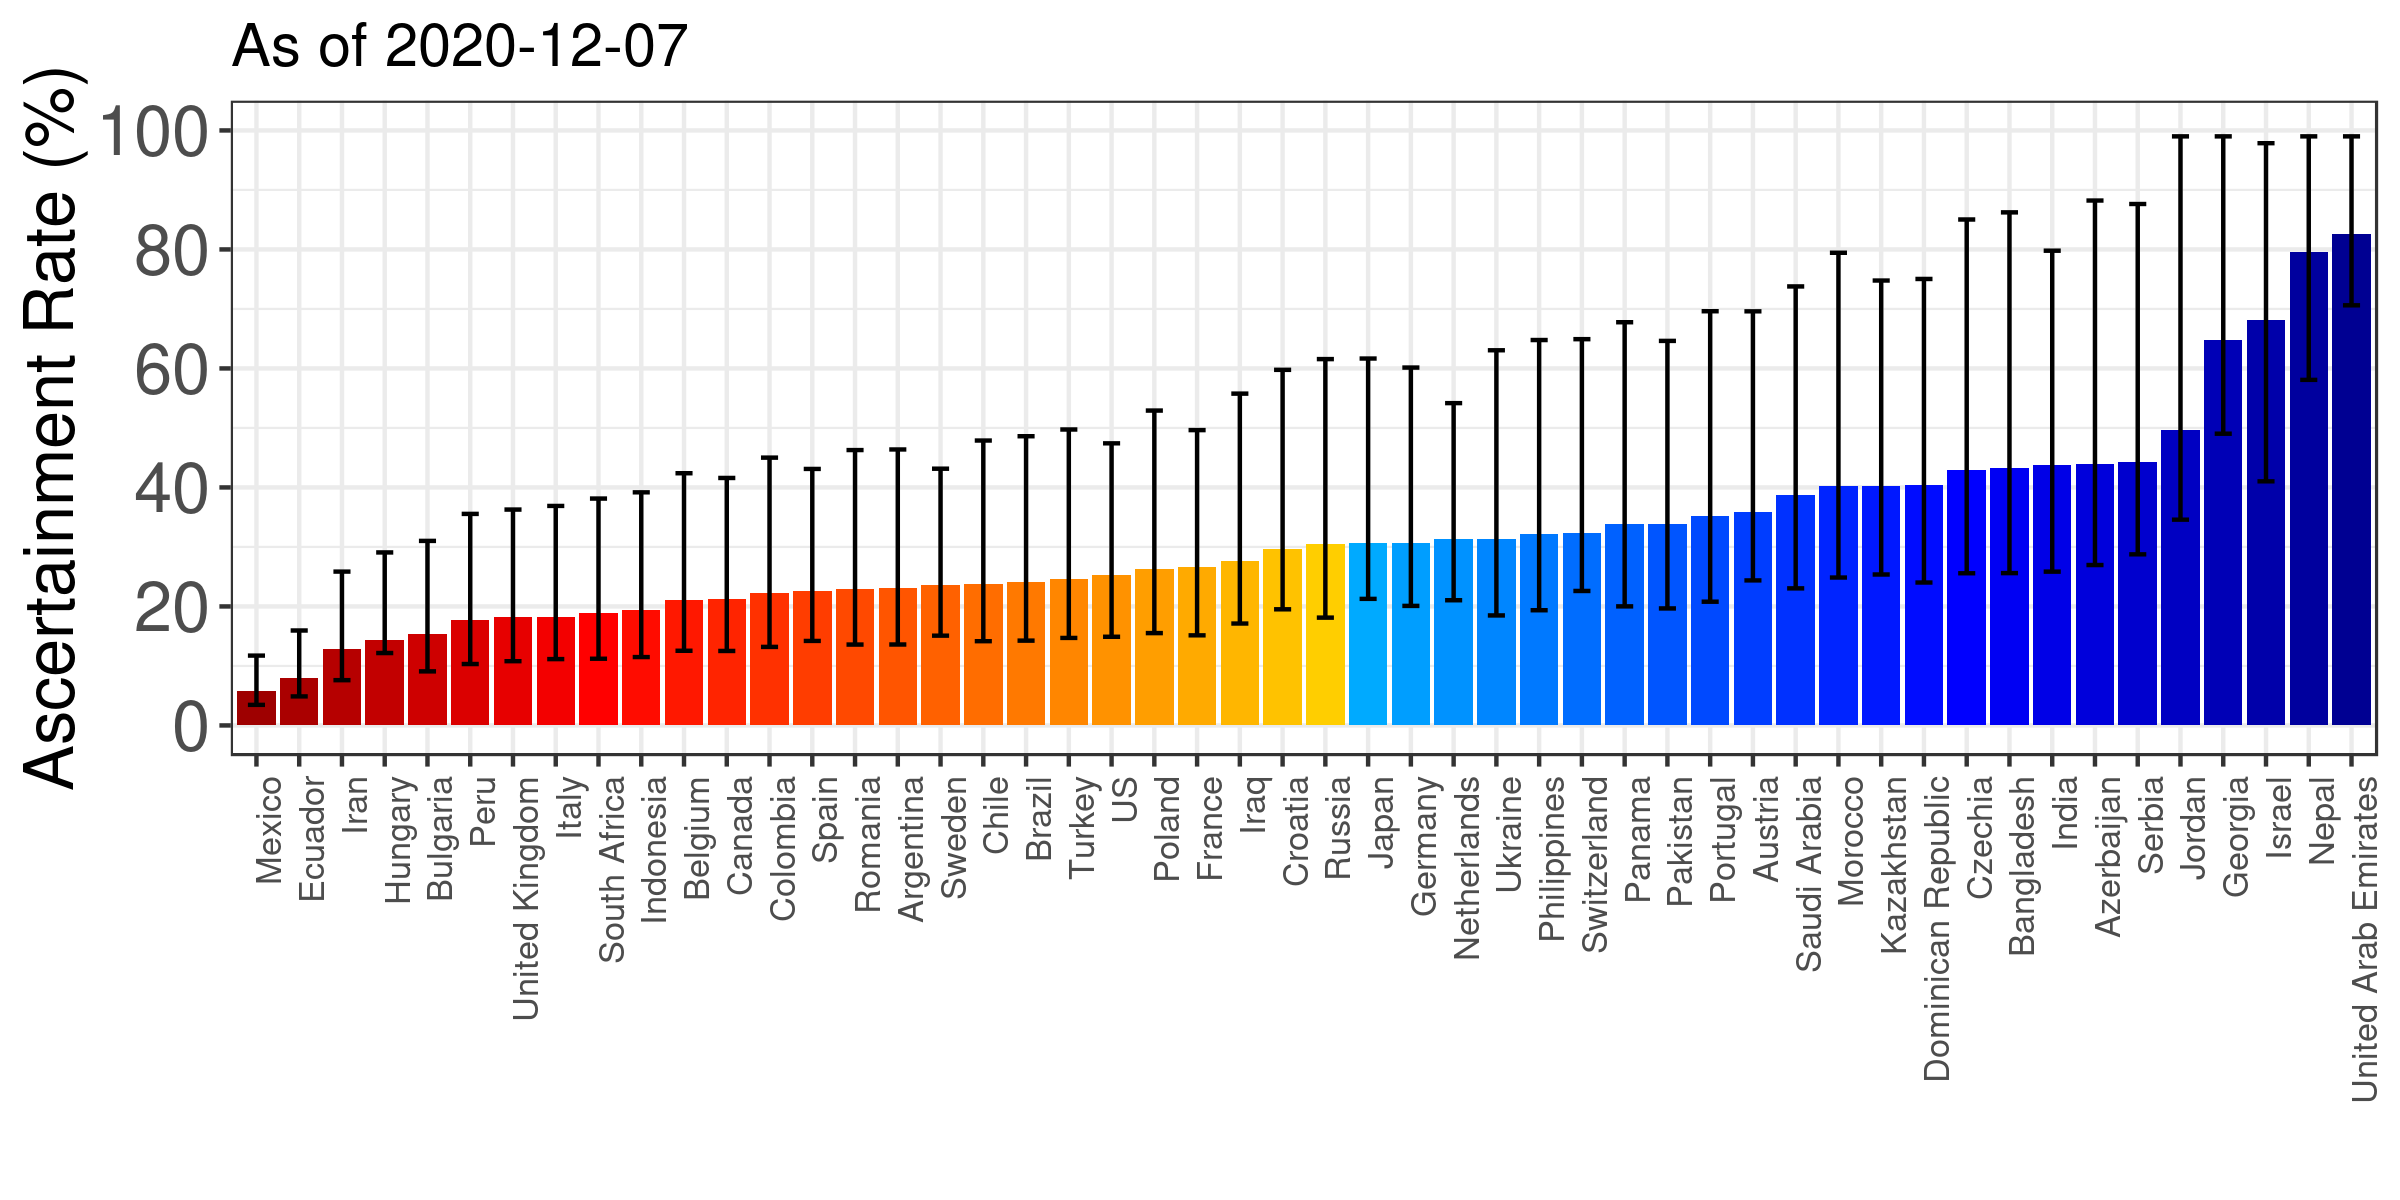 As of 2020-12-07
Ascertainment Rate (%)
100
80
60
40
20
0
Mexico
Ecuador
Iran
Hungary
Bulgaria
Peru
United Kingdom
Italy
South Africa
Indonesia
Belgium
Canada
Colombia
Spain
Romania
Argentina
Sweden
Chile
Brazil
Turkey
US
Poland
France
Iraq
Croatia
Russia
Japan
Germany
Netherlands
Ukraine
Philippines
Switzerland
Panama
Pakistan
Portugal
Austria
Saudi Arabia
Morocco
Kazakhstan
Dominican Republic
Czechia
Bangladesh
India
Azerbaijan
Serbia
Jordan
Georgia
Israel
Nepal
United Arab Emirates